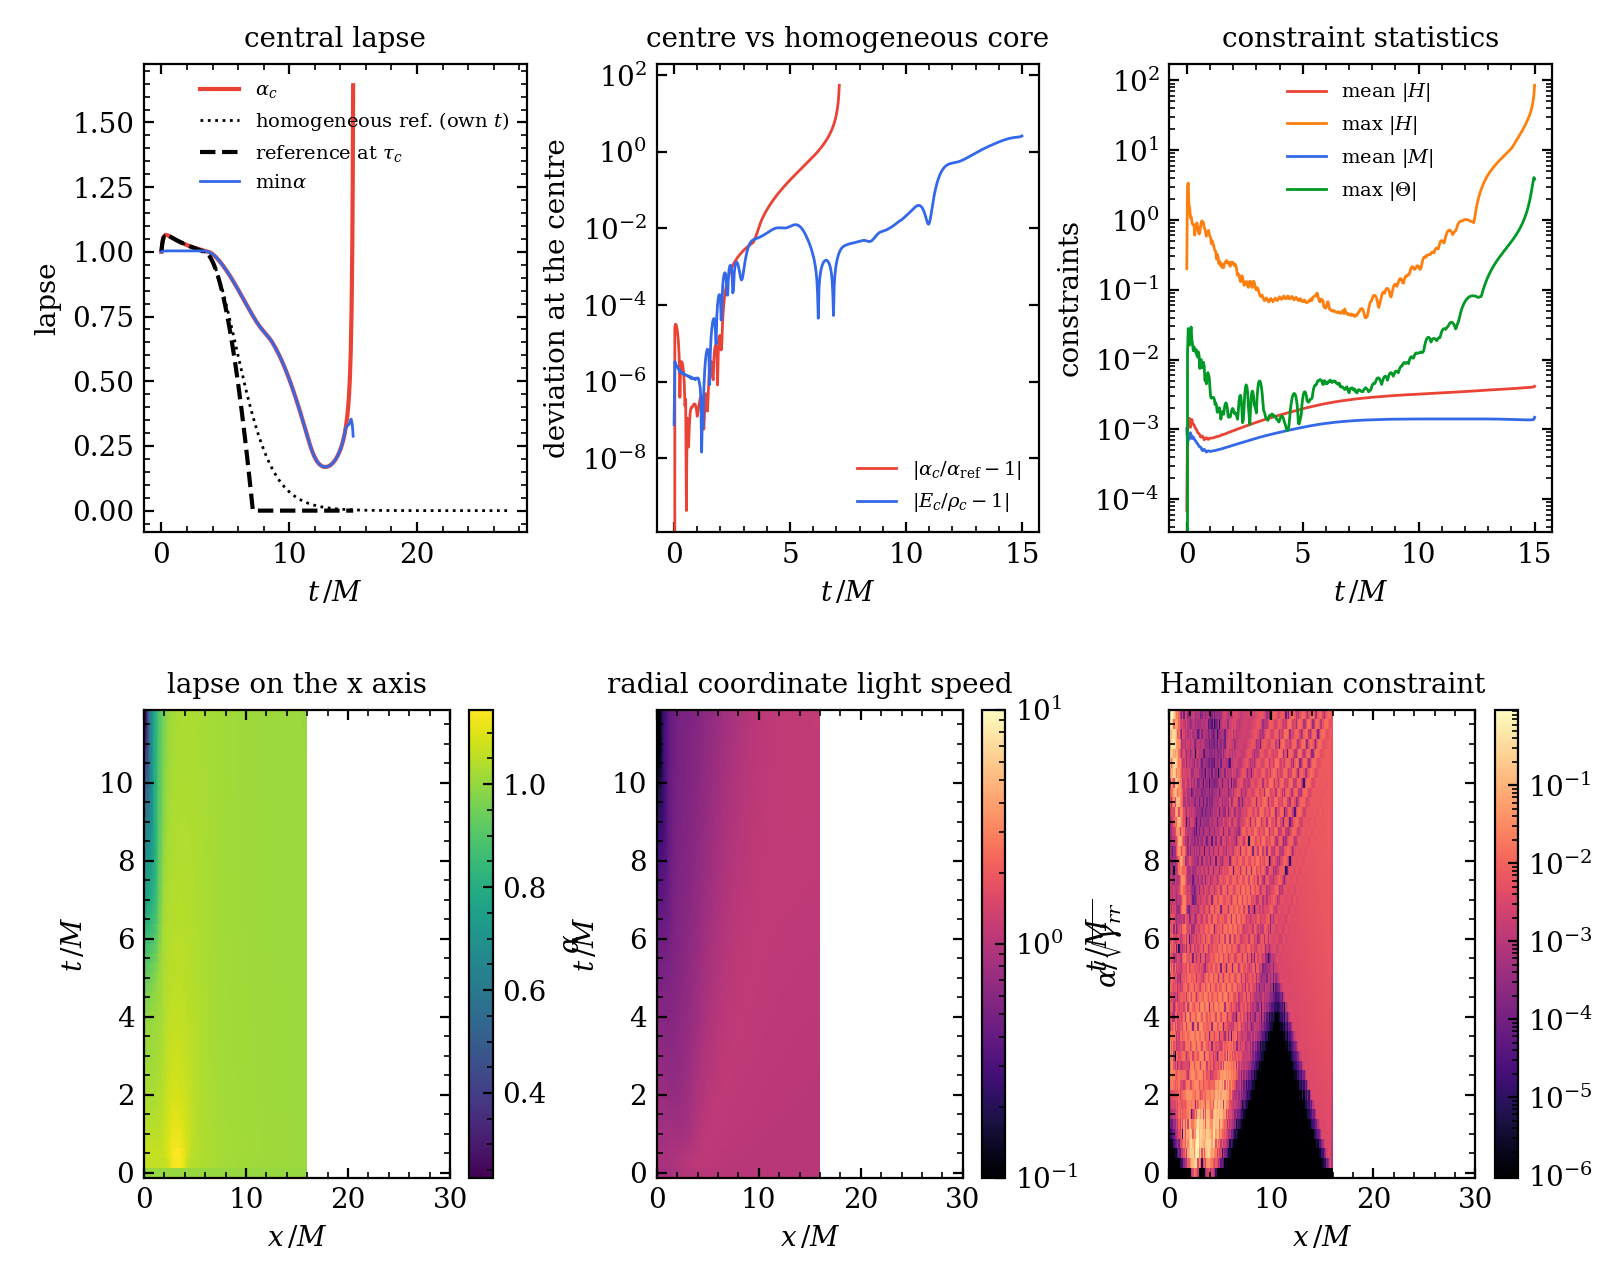 central lapse
1.50
1.25
1.00
0.75
0.50
0.25
0.00
lapse
α_c
homogeneous ref. (own t)
reference at τ_c
minα
0 10 20
t/M
centre vs homogeneous core
10^2
10^0
10^−2
10^−4
10^−6
10^−8
deviation at the centre
|α_c/α_ref − 1|
|E_c/ρ_c − 1|
0 5 10 15
t/M
constraint statistics
10^2
10^1
10^0
10^−1
10^−2
10^−3
10^−4
constraints
mean |H|
max |H|
mean |M|
max |Θ|
0 5 10 15
t/M
lapse on the x axis
10
8
6
4
2
0
t/M
0 10 20 30
x/M
1.0
0.8
0.6
0.4
α
radial coordinate light speed
10
8
6
4
2
0
t/M
0 10 20 30
x/M
10^1
10^0
10^−1
α/√γ_rr
Hamiltonian constraint
10
8
6
4
2
0
t/M
0 10 20 30
x/M
10^−1
10^−2
10^−3
10^−4
10^−5
10^−6